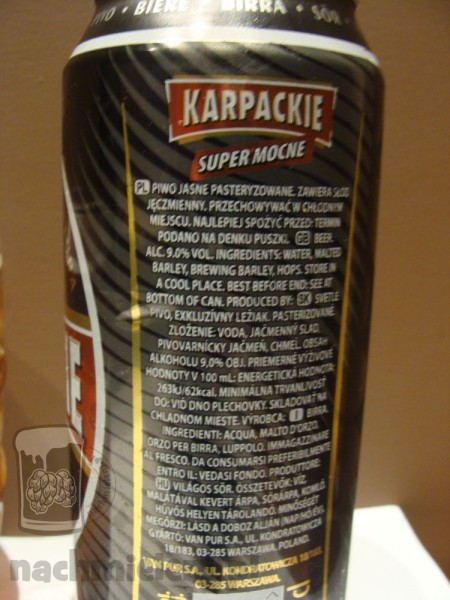 PIVO • BIERE • BIRRA • SÖR •
KARPACKIE
SUPER MOCNE
PL PIWO JASNE PASTERYZOWANE. ZAWIERA SŁÓD
JĘCZMIENNY. PRZECHOWYWAĆ W CHŁODNYM
MIEJSCU. NAJLEPIEJ SPOŻYĆ PRZED: TERMIN
PODANO NA DENKU PUSZKI. GB BEER.
ALC. 9.0% VOL. INGREDIENTS: WATER, MALTED
BARLEY, BREWING BARLEY, HOPS. STORE IN
A COOL PLACE. BEST BEFORE END: SEE AT
BOTTOM OF CAN. PRODUCED BY: SK SVETLÉ
PIVO, EXKLUZÍVNY LEŽIAK. PASTERIZOVANÉ.
ZLOŽENIE: VODA, JAČMENNÝ SLAD,
PIVOVARNÍCKY JAČMEŇ, CHMEĽ. OBSAH
ALKOHOLU 9,0% OBJ. PRIEMERNÉ VÝŽIVOVÉ
HODNOTY V 100 mL: ENERGETICKÁ HODNOTA:
263kJ/62kcal. MINIMÁLNA TRVANLIVOSŤ
DO: VIĎ DNO PLECHOVKY. SKLADOVAŤ NA
CHLADNOM MIESTE. VÝROBCA: I BIRRA.
INGREDIENTI: ACQUA, MALTO D'ORZO,
ORZO PER BIRRA, LUPPOLO. IMMAGAZZINARE
AL FRESCO. DA CONSUMARSI PREFERIBILMENTE
ENTRO IL: VEDASI FONDO. PRODUTTORE:
HU VILÁGOS SÖR. ÖSSZETEVŐK: VÍZ,
MALÁTÁVAL KEVERT ÁRPA, SÖRÁRPA, KOMLÓ.
HŰVÖS HELYEN TÁROLANDÓ. MINŐSÉGÉT
MEGŐRZI: LÁSD A DOBOZ ALJÁN (NAP/HÓ/ÉV).
GYÁRTÓ: VAN PUR S.A., UL. KONDRATOWICZA
18/183, 03-285 WARSZAWA, POLAND.
VAN PUR S.A., UL. KONDRATOWICZA 18/183,
03-285 WARSZAWA.